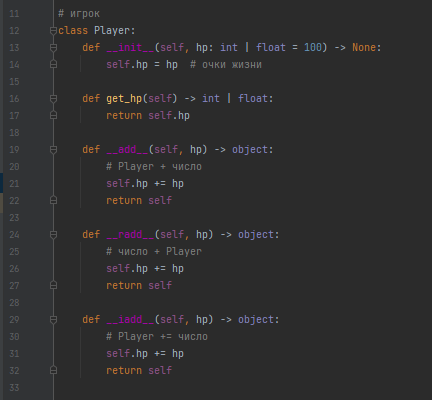 11 # игрок
12 class Player:
13     def __init__(self, hp: int | float = 100) -> None:
14         self.hp = hp  # очки жизни
15
16     def get_hp(self) -> int | float:
17         return self.hp
18
19     def __add__(self, hp) -> object:
20         # Player + число
21         self.hp += hp
22         return self
23
24     def __radd__(self, hp) -> object:
25         # число + Player
26         self.hp += hp
27         return self
28
29     def __iadd__(self, hp) -> object:
30         # Player += число
31         self.hp += hp
32         return self
33